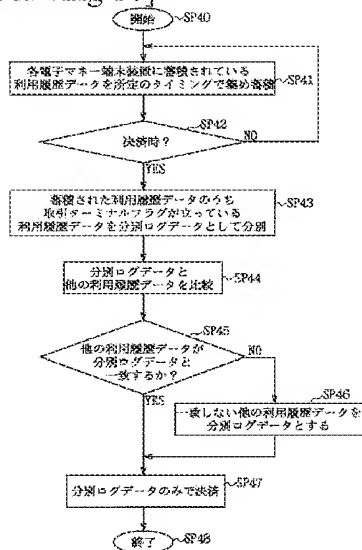 開始 SP40
各電子マネー端末装置に蓄積されている
利用履歴データを所定のタイミングで集め蓄積
SP41
SP42
決済時?
NO
YES
蓄積された利用履歴データのうち
取引ターミナルフラグが立っている
利用履歴データを分別ログデータとして分別
SP43
分別ログデータと
他の利用履歴データを比較
SP44
SP45
他の利用履歴データが
分別ログデータと
一致するか?
NO
YES
SP46
一致しない他の利用履歴データを
分別ログデータとする
分別ログデータのみで決済
SP47
終了 SP48